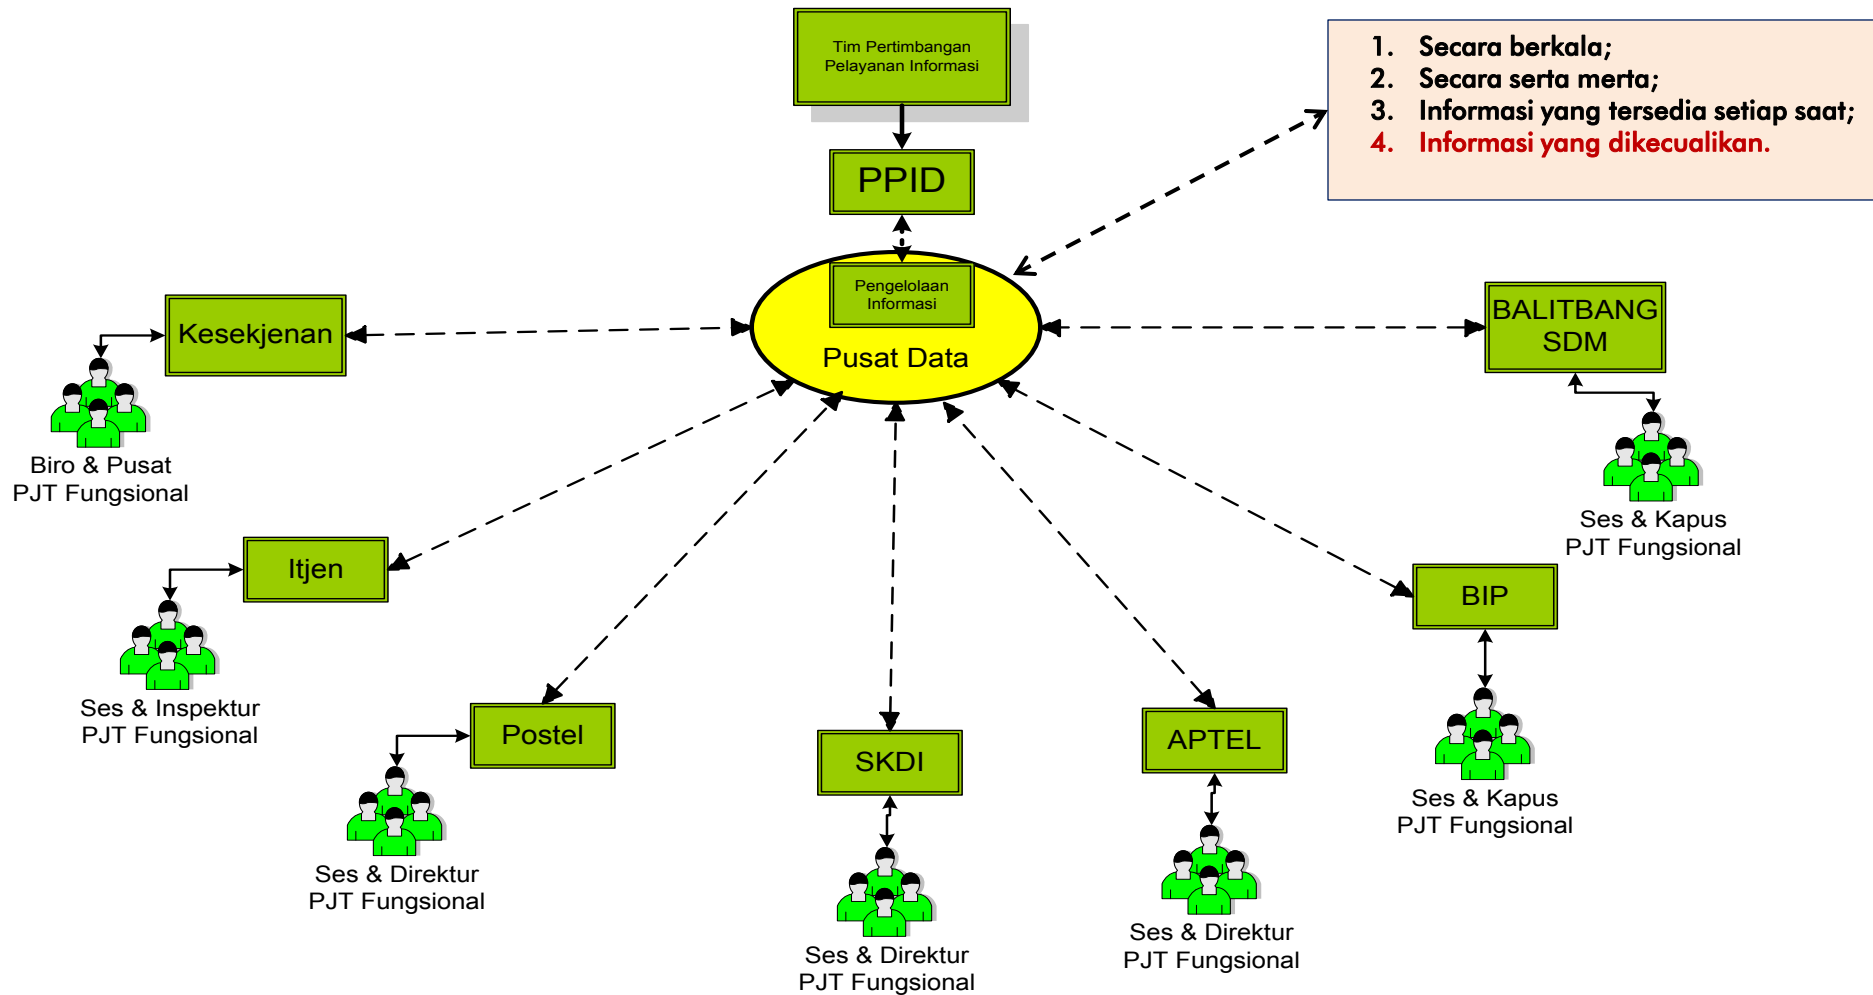 Tim Pertimbangan
Pelayanan Informasi
1. Secara berkala;
2. Secara serta merta;
3. Informasi yang tersedia setiap saat;
4. Informasi yang dikecualikan.
PPID
Pengelolaan
Informasi
Pusat Data
Kesekjenan
Biro & Pusat
PJT Fungsional
BALITBANG
SDM
Ses & Kapus
PJT Fungsional
Itjen
Ses & Inspektur
PJT Fungsional
BIP
Ses & Kapus
PJT Fungsional
Postel
Ses & Direktur
PJT Fungsional
SKDI
Ses & Direktur
PJT Fungsional
APTEL
Ses & Direktur
PJT Fungsional